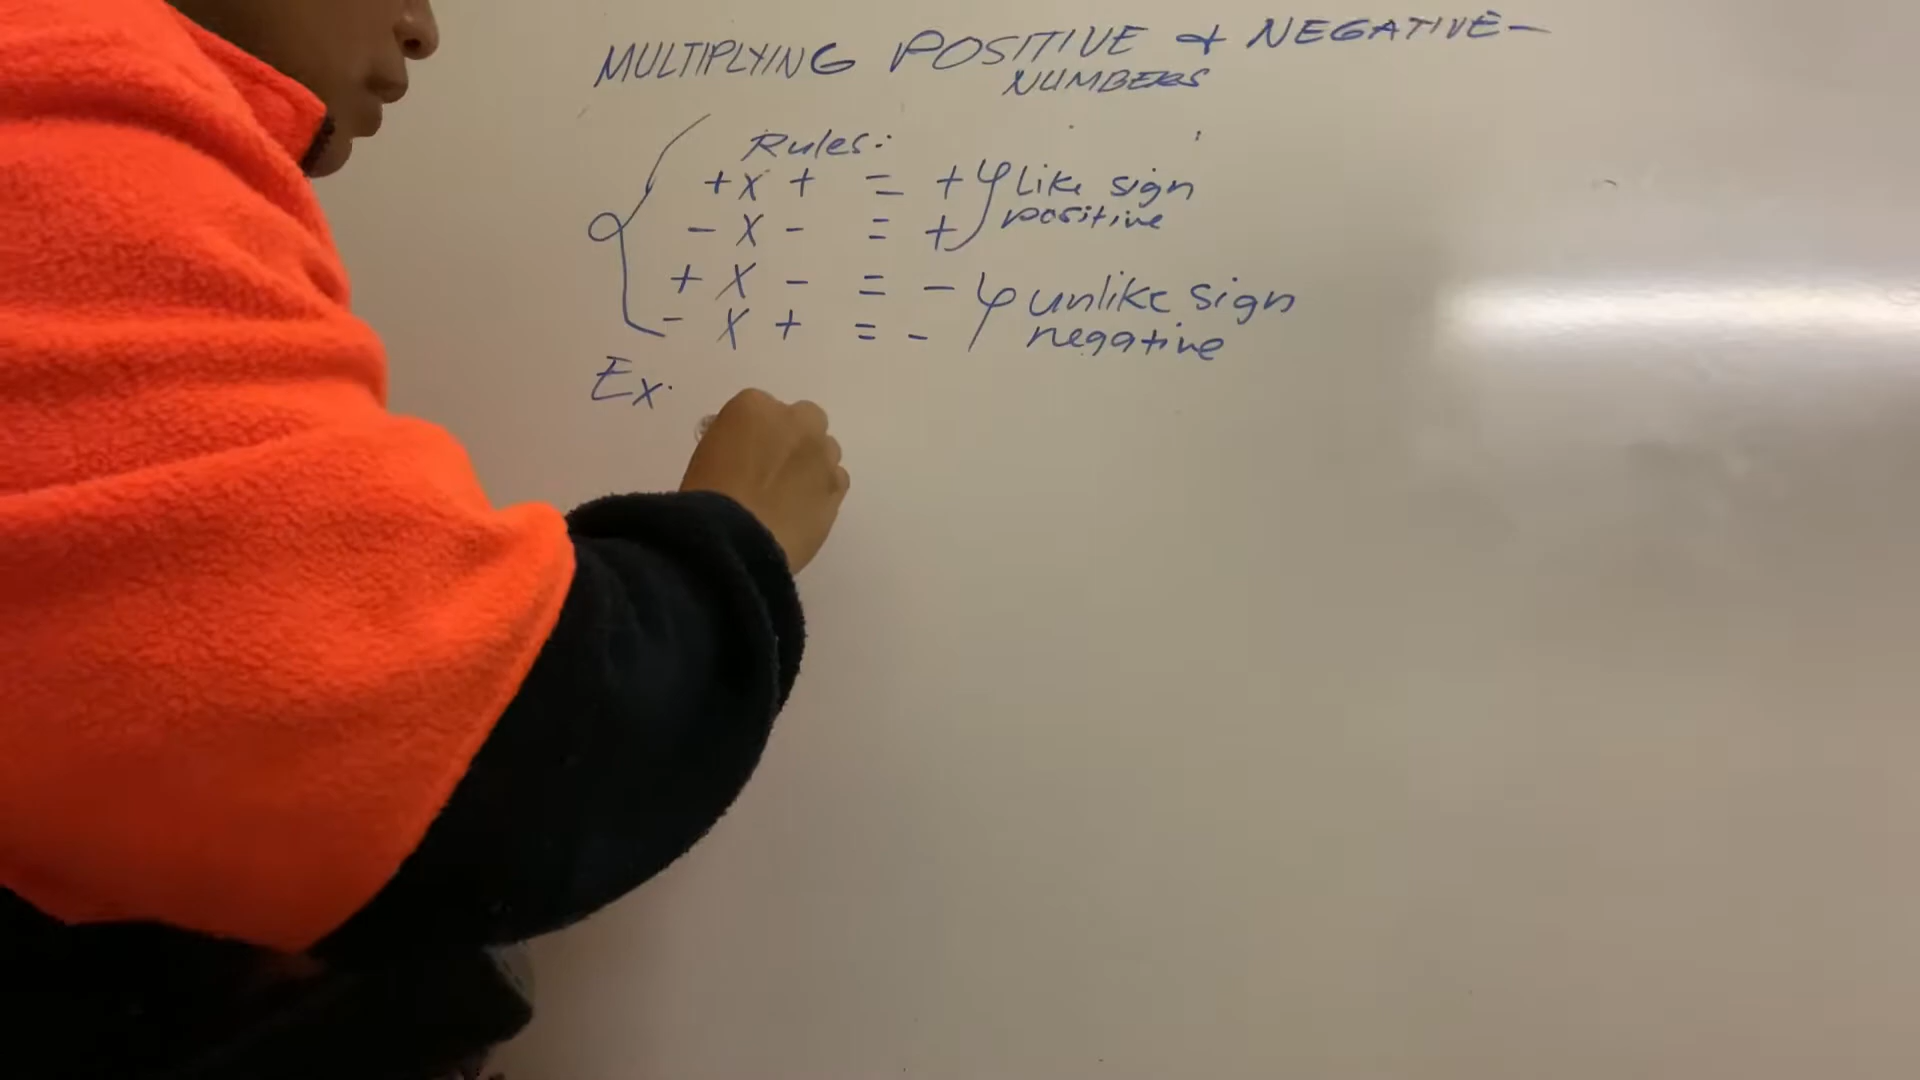 MULTIPLYING POSITIVE & NEGATIVE
NUMBERS
Rules:
+ x + = + like sign
positive
- x - = +
+ x - = - unlike sign
- x + = - negative
Ex.